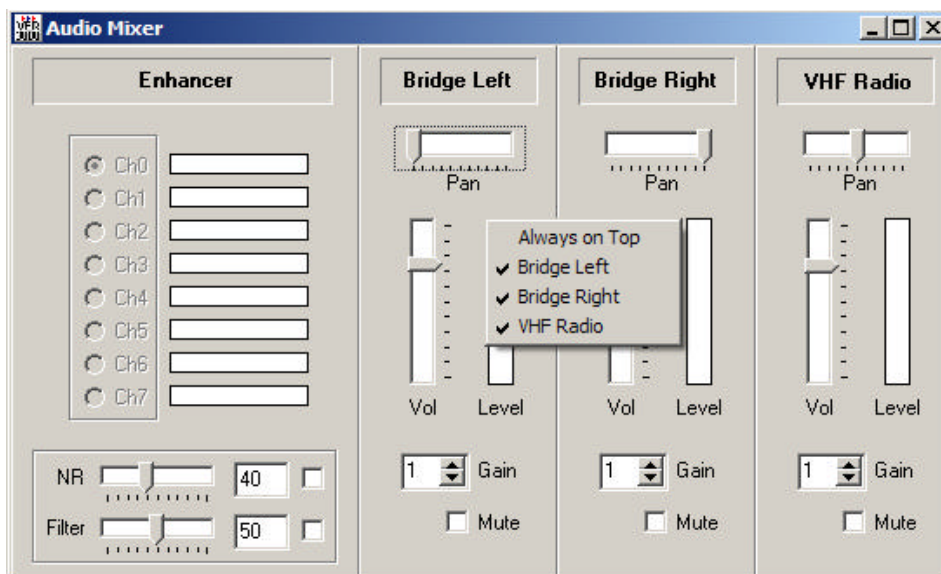 Audio Mixer
Enhancer
Ch0
Ch1
Ch2
Ch3
Ch4
Ch5
Ch6
Ch7
NR 40
Filter 50
Bridge Left
Pan
Vol Level
1 Gain
Mute
Bridge Right
Pan
Vol Level
1 Gain
Mute
VHF Radio
Pan
Vol Level
1 Gain
Mute
Always on Top
Bridge Left
Bridge Right
VHF Radio